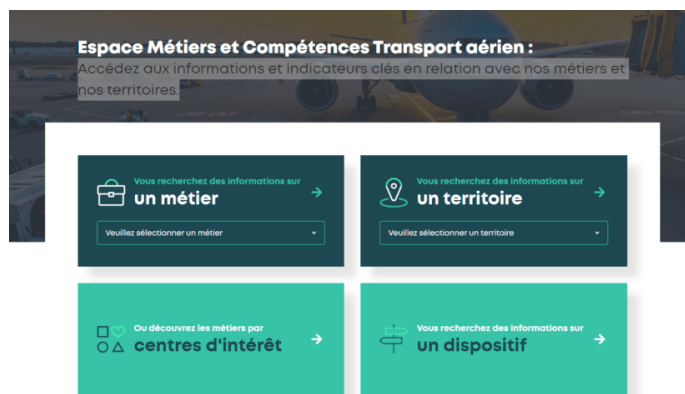 Espace Métiers et Compétences Transport aérien :
Accédez aux informations et indicateurs clés en relation avec nos métiers et
nos territoires.
Vous recherchez des informations sur
un métier
Veuillez sélectionner un métier
Vous recherchez des informations sur
un territoire
Veuillez sélectionner un territoire
Ou découvrez les métiers par
centres d'intérêt
Vous recherchez des informations sur
un dispositif